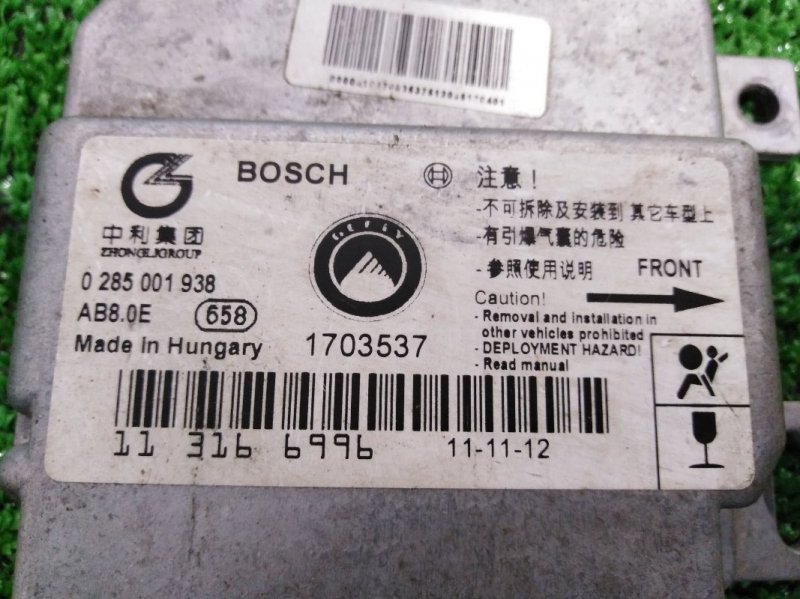 BOSCH
中利集团
ZHONGLIGROUP
0 285 001 938
AB8.0E 658
Made In Hungary
GEELY
1703537
注意！
-不可拆除及安装到 其它车型上
-有引爆气囊的危险
-参照使用说明
FRONT
Caution!
- Removal and installation in
other vehicles prohibited
- DEPLOYMENT HAZARD!
- Read manual
11 316 6996
11-11-12